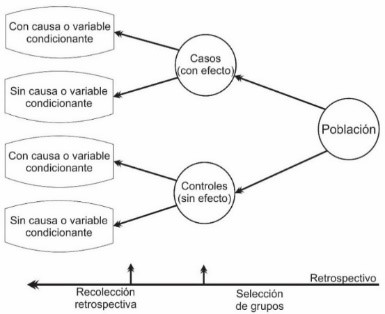 Con causa o variable
condicionante
Casos
(con efecto)
Sin causa o variable
condicionante
Población
Con causa o variable
condicionante
Controles
(sin efecto)
Sin causa o variable
condicionante
Retrospectivo
Recolección
retrospectiva
Selección
de grupos